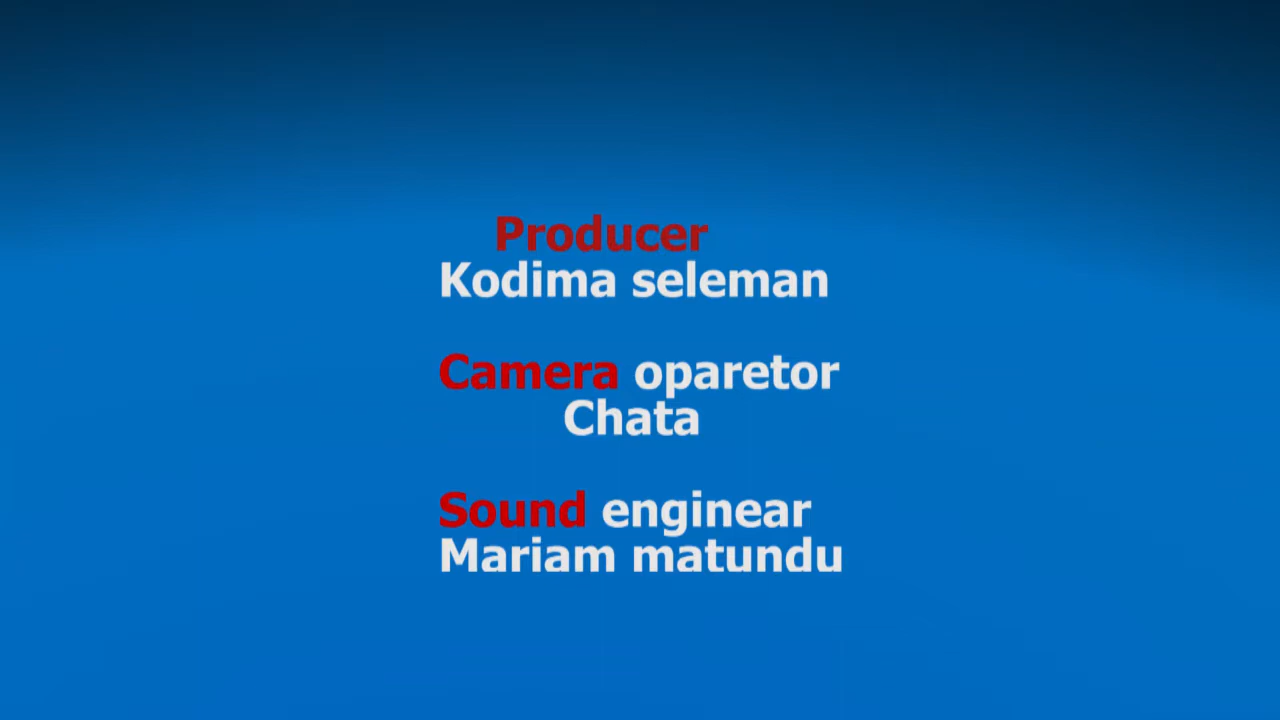 Producer
Kodima seleman
Camera oparetor
Chata
Sound enginear
Mariam matundu